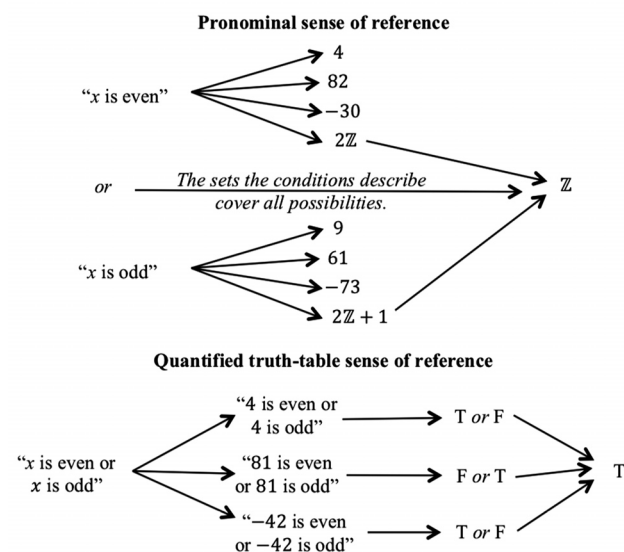 Pronominal sense of reference
“x is even”
4
82
−30
2ℤ
or
The sets the conditions describe
cover all possibilities.
ℤ
“x is odd”
9
61
−73
2ℤ + 1
Quantified truth-table sense of reference
“x is even or
x is odd”
“4 is even or
4 is odd”
T or F
“81 is even
or 81 is odd”
F or T
“−42 is even
or −42 is odd”
T or F
T